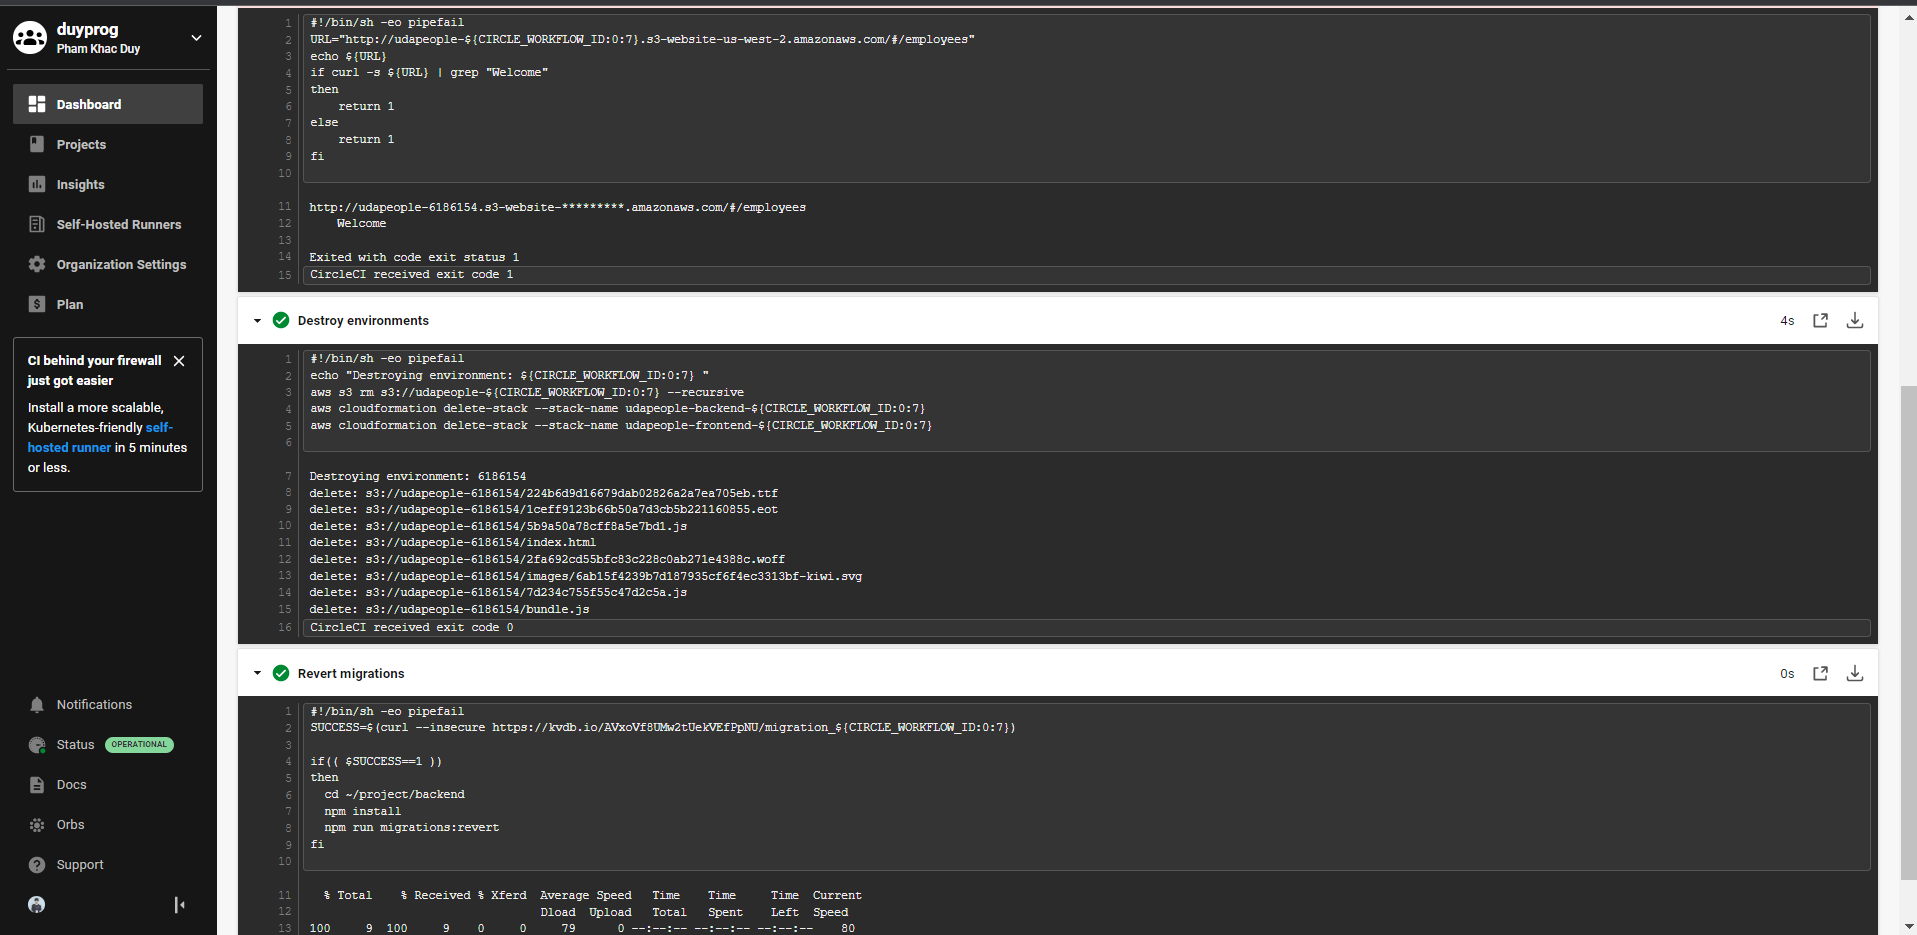 duyprog
Pham Khac Duy
Dashboard
Projects
Insights
Self-Hosted Runners
Organization Settings
Plan
CI behind your firewall
just got easier
Install a more scalable,
Kubernetes-friendly self-
hosted runner in 5 minutes
or less.
Notifications
Status OPERATIONAL
Docs
Orbs
Support
1 #!/bin/sh -eo pipefail
2 URL="http://udapeople-${CIRCLE_WORKFLOW_ID:0:7}.s3-website-us-west-2.amazonaws.com/#/employees"
3 echo ${URL}
4 if curl -s ${URL} | grep "Welcome"
5 then
6 return 1
7 else
8 return 1
9 fi
10
11 http://udapeople-6186154.s3-website-*********.amazonaws.com/#/employees
12 Welcome
13
14 Exited with code exit status 1
15 CircleCI received exit code 1
Destroy environments 4s
1 #!/bin/sh -eo pipefail
2 echo "Destroying environment: ${CIRCLE_WORKFLOW_ID:0:7} "
3 aws s3 rm s3://udapeople-${CIRCLE_WORKFLOW_ID:0:7} --recursive
4 aws cloudformation delete-stack --stack-name udapeople-backend-${CIRCLE_WORKFLOW_ID:0:7}
5 aws cloudformation delete-stack --stack-name udapeople-frontend-${CIRCLE_WORKFLOW_ID:0:7}
6
7 Destroying environment: 6186154
8 delete: s3://udapeople-6186154/224b6d9d16679dab02826a2a7ea705eb.ttf
9 delete: s3://udapeople-6186154/1ceff9123b66b50a7d3cb5b221160855.eot
10 delete: s3://udapeople-6186154/5b9a50a78cff8a5e7bd1.js
11 delete: s3://udapeople-6186154/index.html
12 delete: s3://udapeople-6186154/2fa692cd55bfc83c228c0ab271e4388c.woff
13 delete: s3://udapeople-6186154/images/6ab15f4239b7d187935cf6f4ec3313bf-kiwi.svg
14 delete: s3://udapeople-6186154/7d234c755f55c47d2c5a.js
15 delete: s3://udapeople-6186154/bundle.js
16 CircleCI received exit code 0
Revert migrations 0s
1 #!/bin/sh -eo pipefail
2 SUCCESS=$(curl --insecure https://kvdb.io/AVxoVf8UMw2tUekVEfPpNU/migration_${CIRCLE_WORKFLOW_ID:0:7})
3
4 if(( $SUCCESS==1 ))
5 then
6 cd ~/project/backend
7 npm install
8 npm run migrations:revert
9 fi
10
11 % Total % Received % Xferd Average Speed Time Time Time Current
12 Dload Upload Total Spent Left Speed
13 100 9 100 9 0 0 79 0 --:--:-- --:--:-- --:--:-- 80